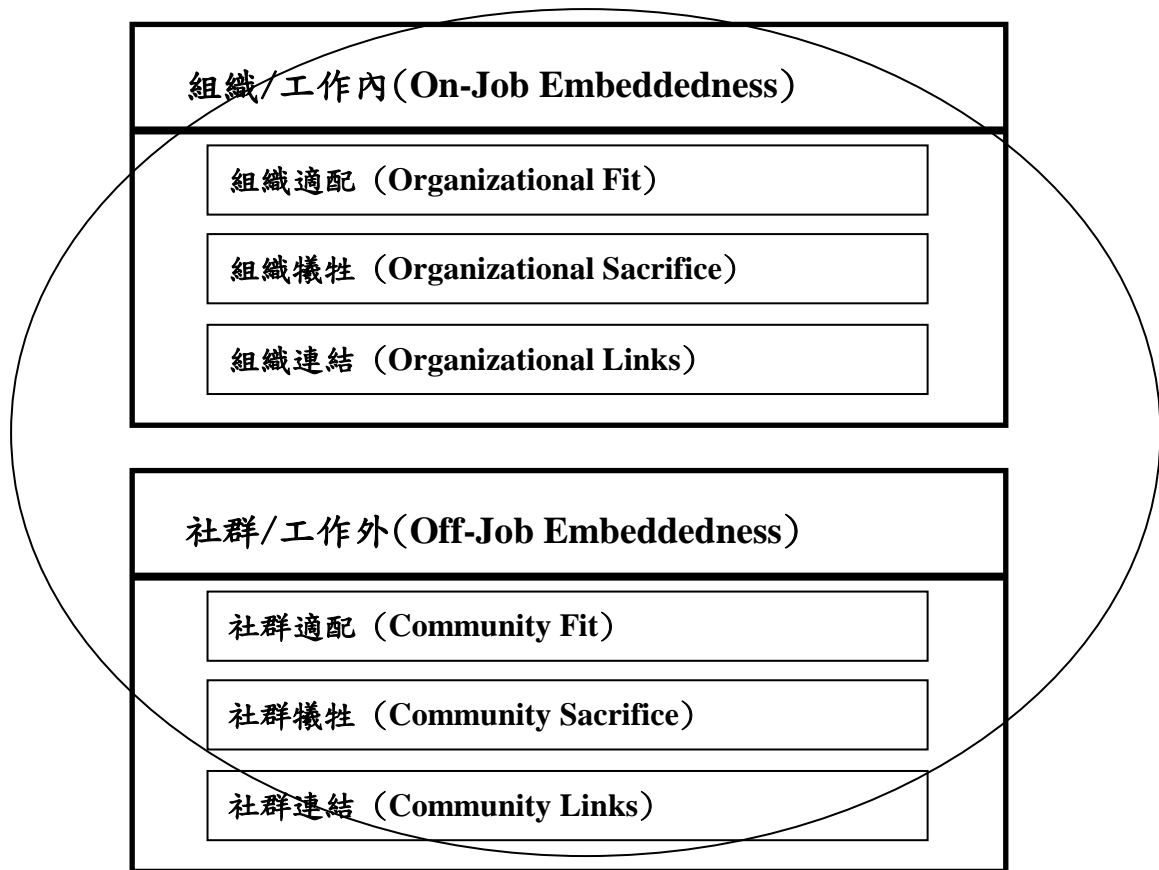 組織/工作內(On-Job Embeddedness)
組織適配（Organizational Fit）
組織犧牲（Organizational Sacrifice）
組織連結（Organizational Links）
社群/工作外(Off-Job Embeddedness)
社群適配（Community Fit）
社群犧牲（Community Sacrifice）
社群連結（Community Links）